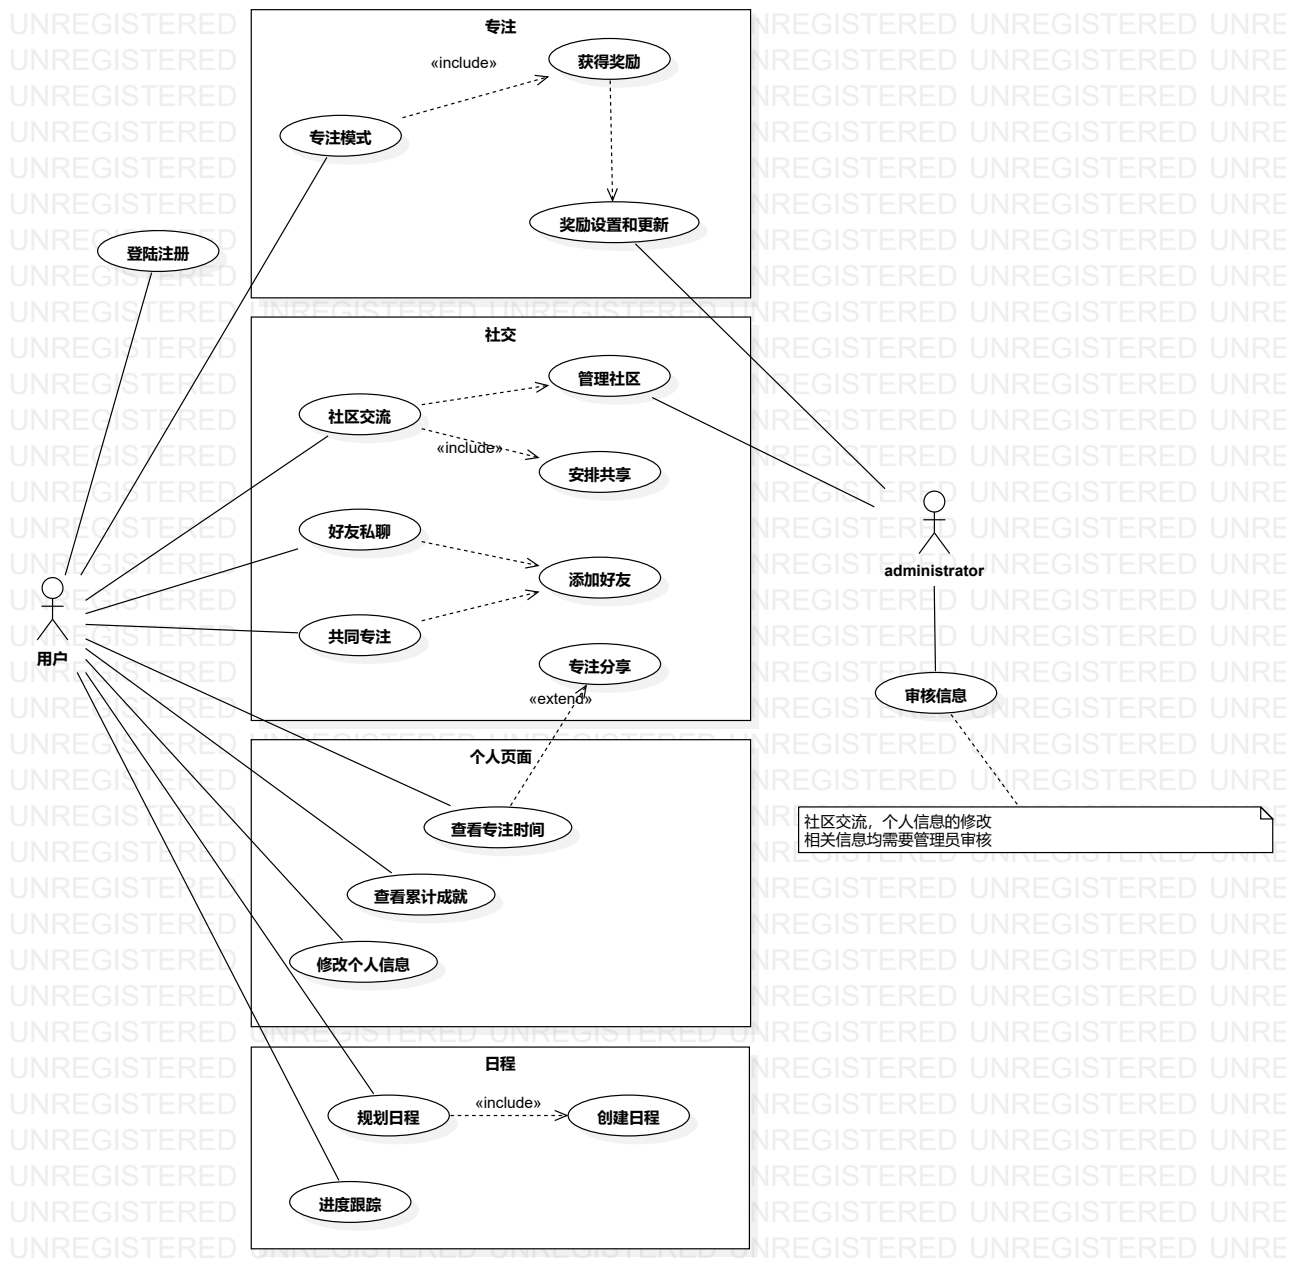 专注
«include»
获得奖励
专注模式
奖励设置和更新
登陆注册
社交
管理社区
社区交流
«include»
安排共享
好友私聊
添加好友
共同专注
专注分享
«extend»
用户
administrator
审核信息
个人页面
查看专注时间
社区交流，个人信息的修改
相关信息均需要管理员审核
查看累计成就
修改个人信息
日程
规划日程
«include»
创建日程
进度跟踪
UNREGISTERED